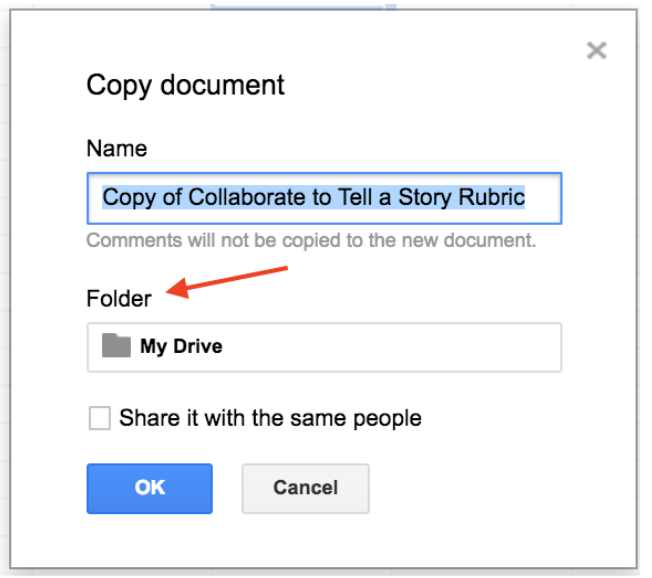 Copy document
Name
Copy of Collaborate to Tell a Story Rubric
Comments will not be copied to the new document.
Folder
My Drive
Share it with the same people
OK Cancel